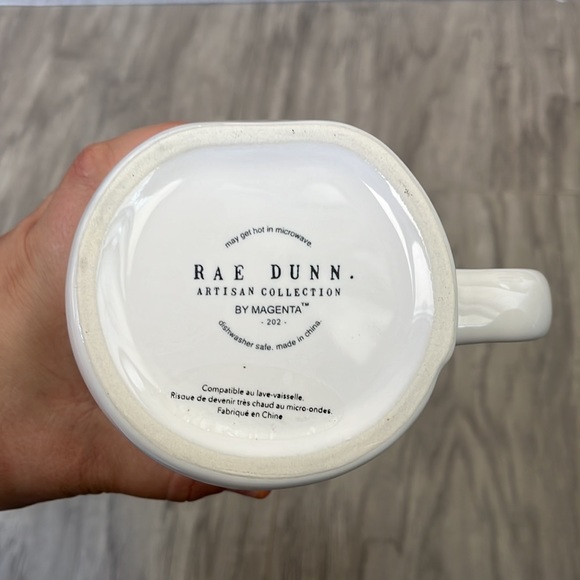 may get hot in microwave.
RAE DUNN.
ARTISAN COLLECTION
BY MAGENTA™
- 202 -
dishwasher safe. made in china.
Compatible au lave-vaisselle.
Risque de devenir très chaud au micro-ondes.
Fabriqué en Chine